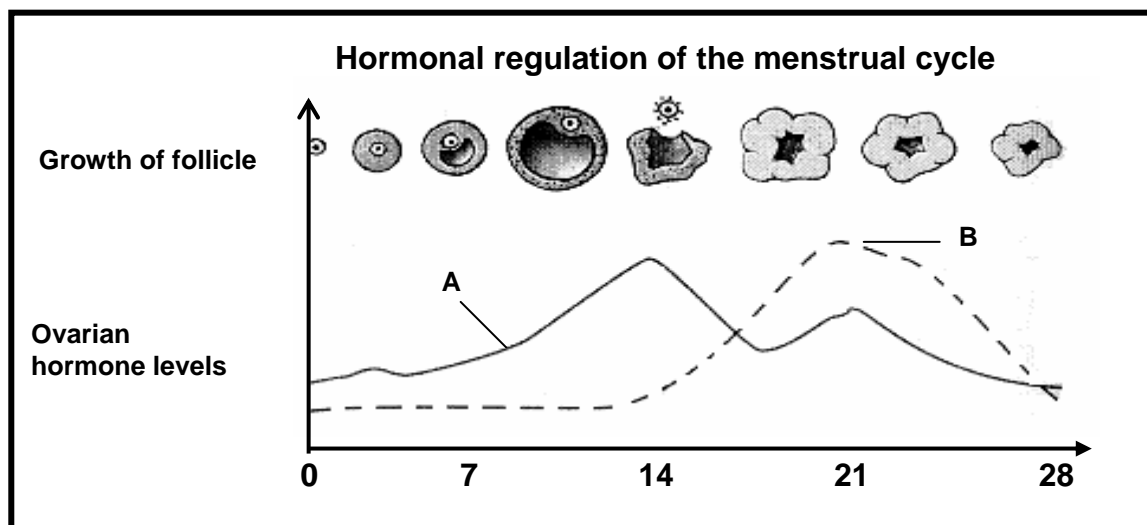 Hormonal regulation of the menstrual cycle
Growth of follicle
B
A
Ovarian
hormone levels
0 7 14 21 28